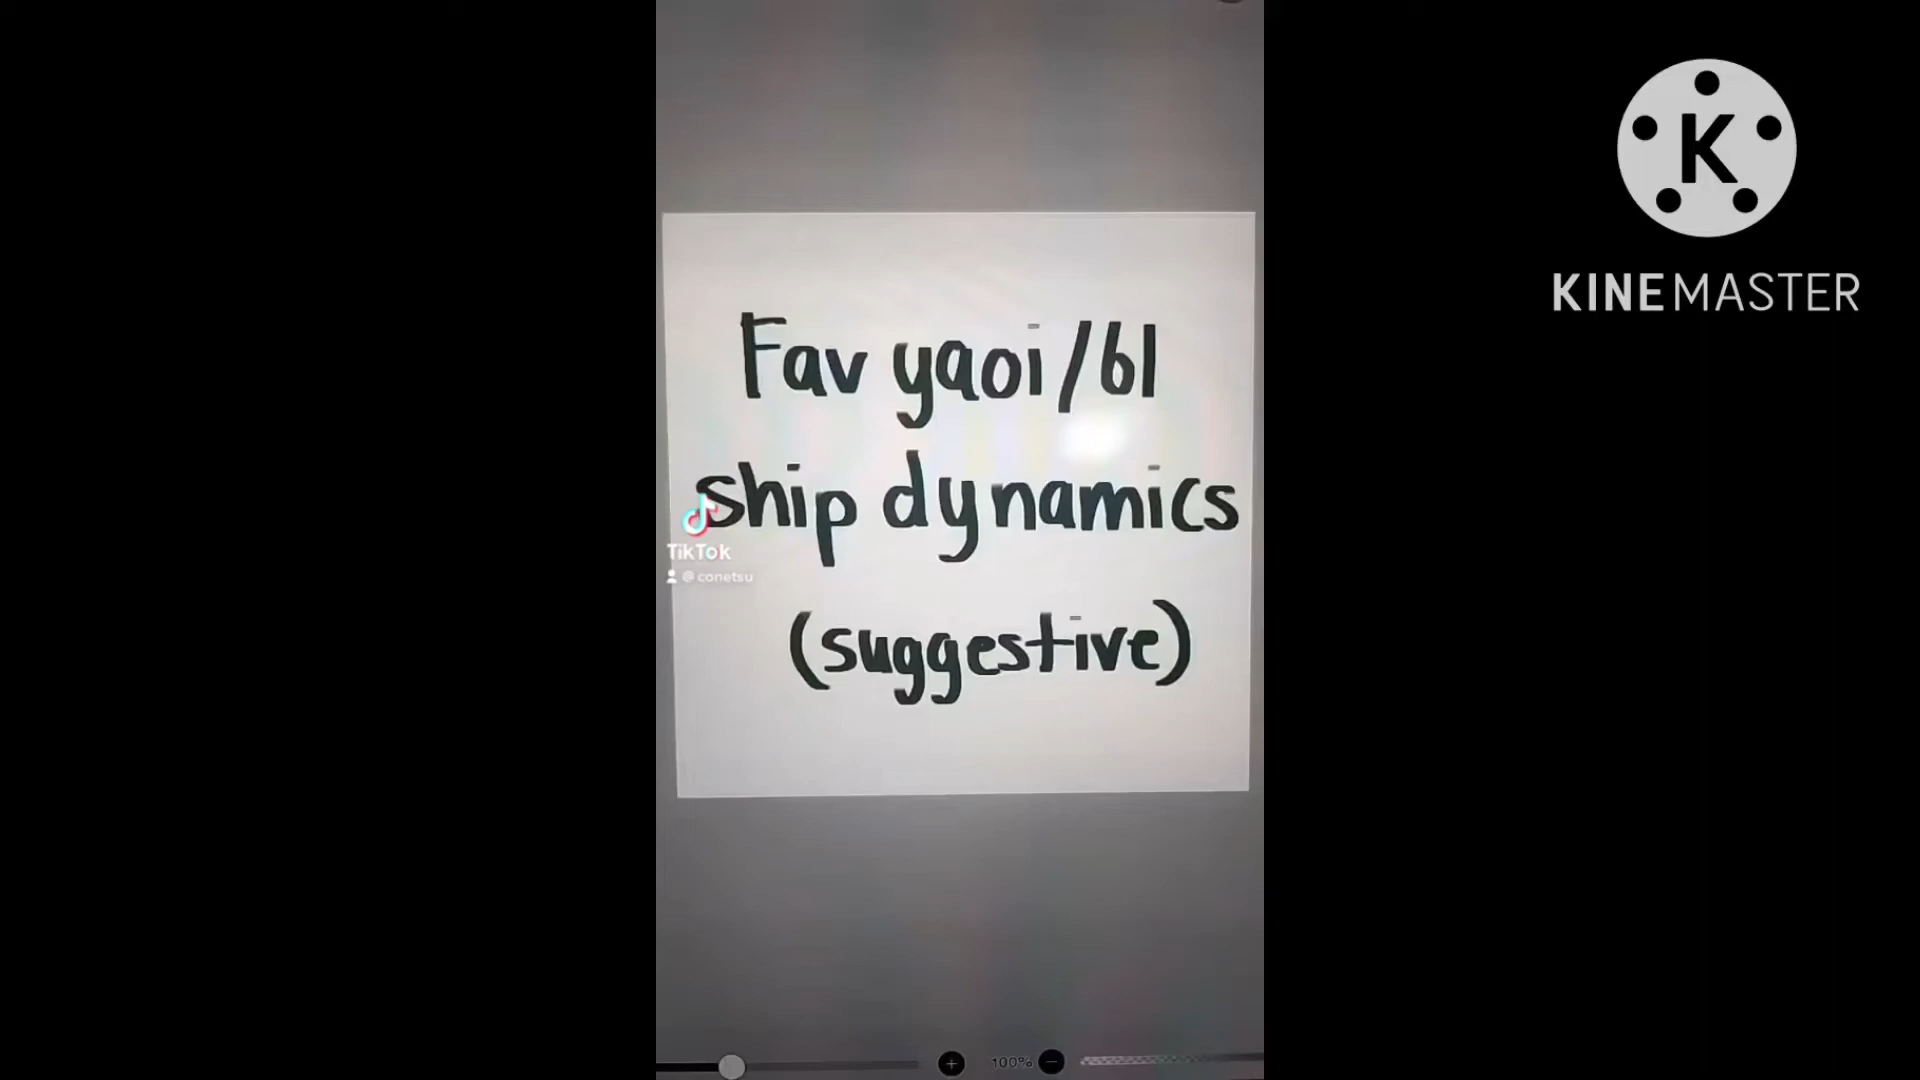 Fav yaoi/bl
ship dynamics
(suggestive)
TikTok
@conetsu
K
KINEMASTER
100%